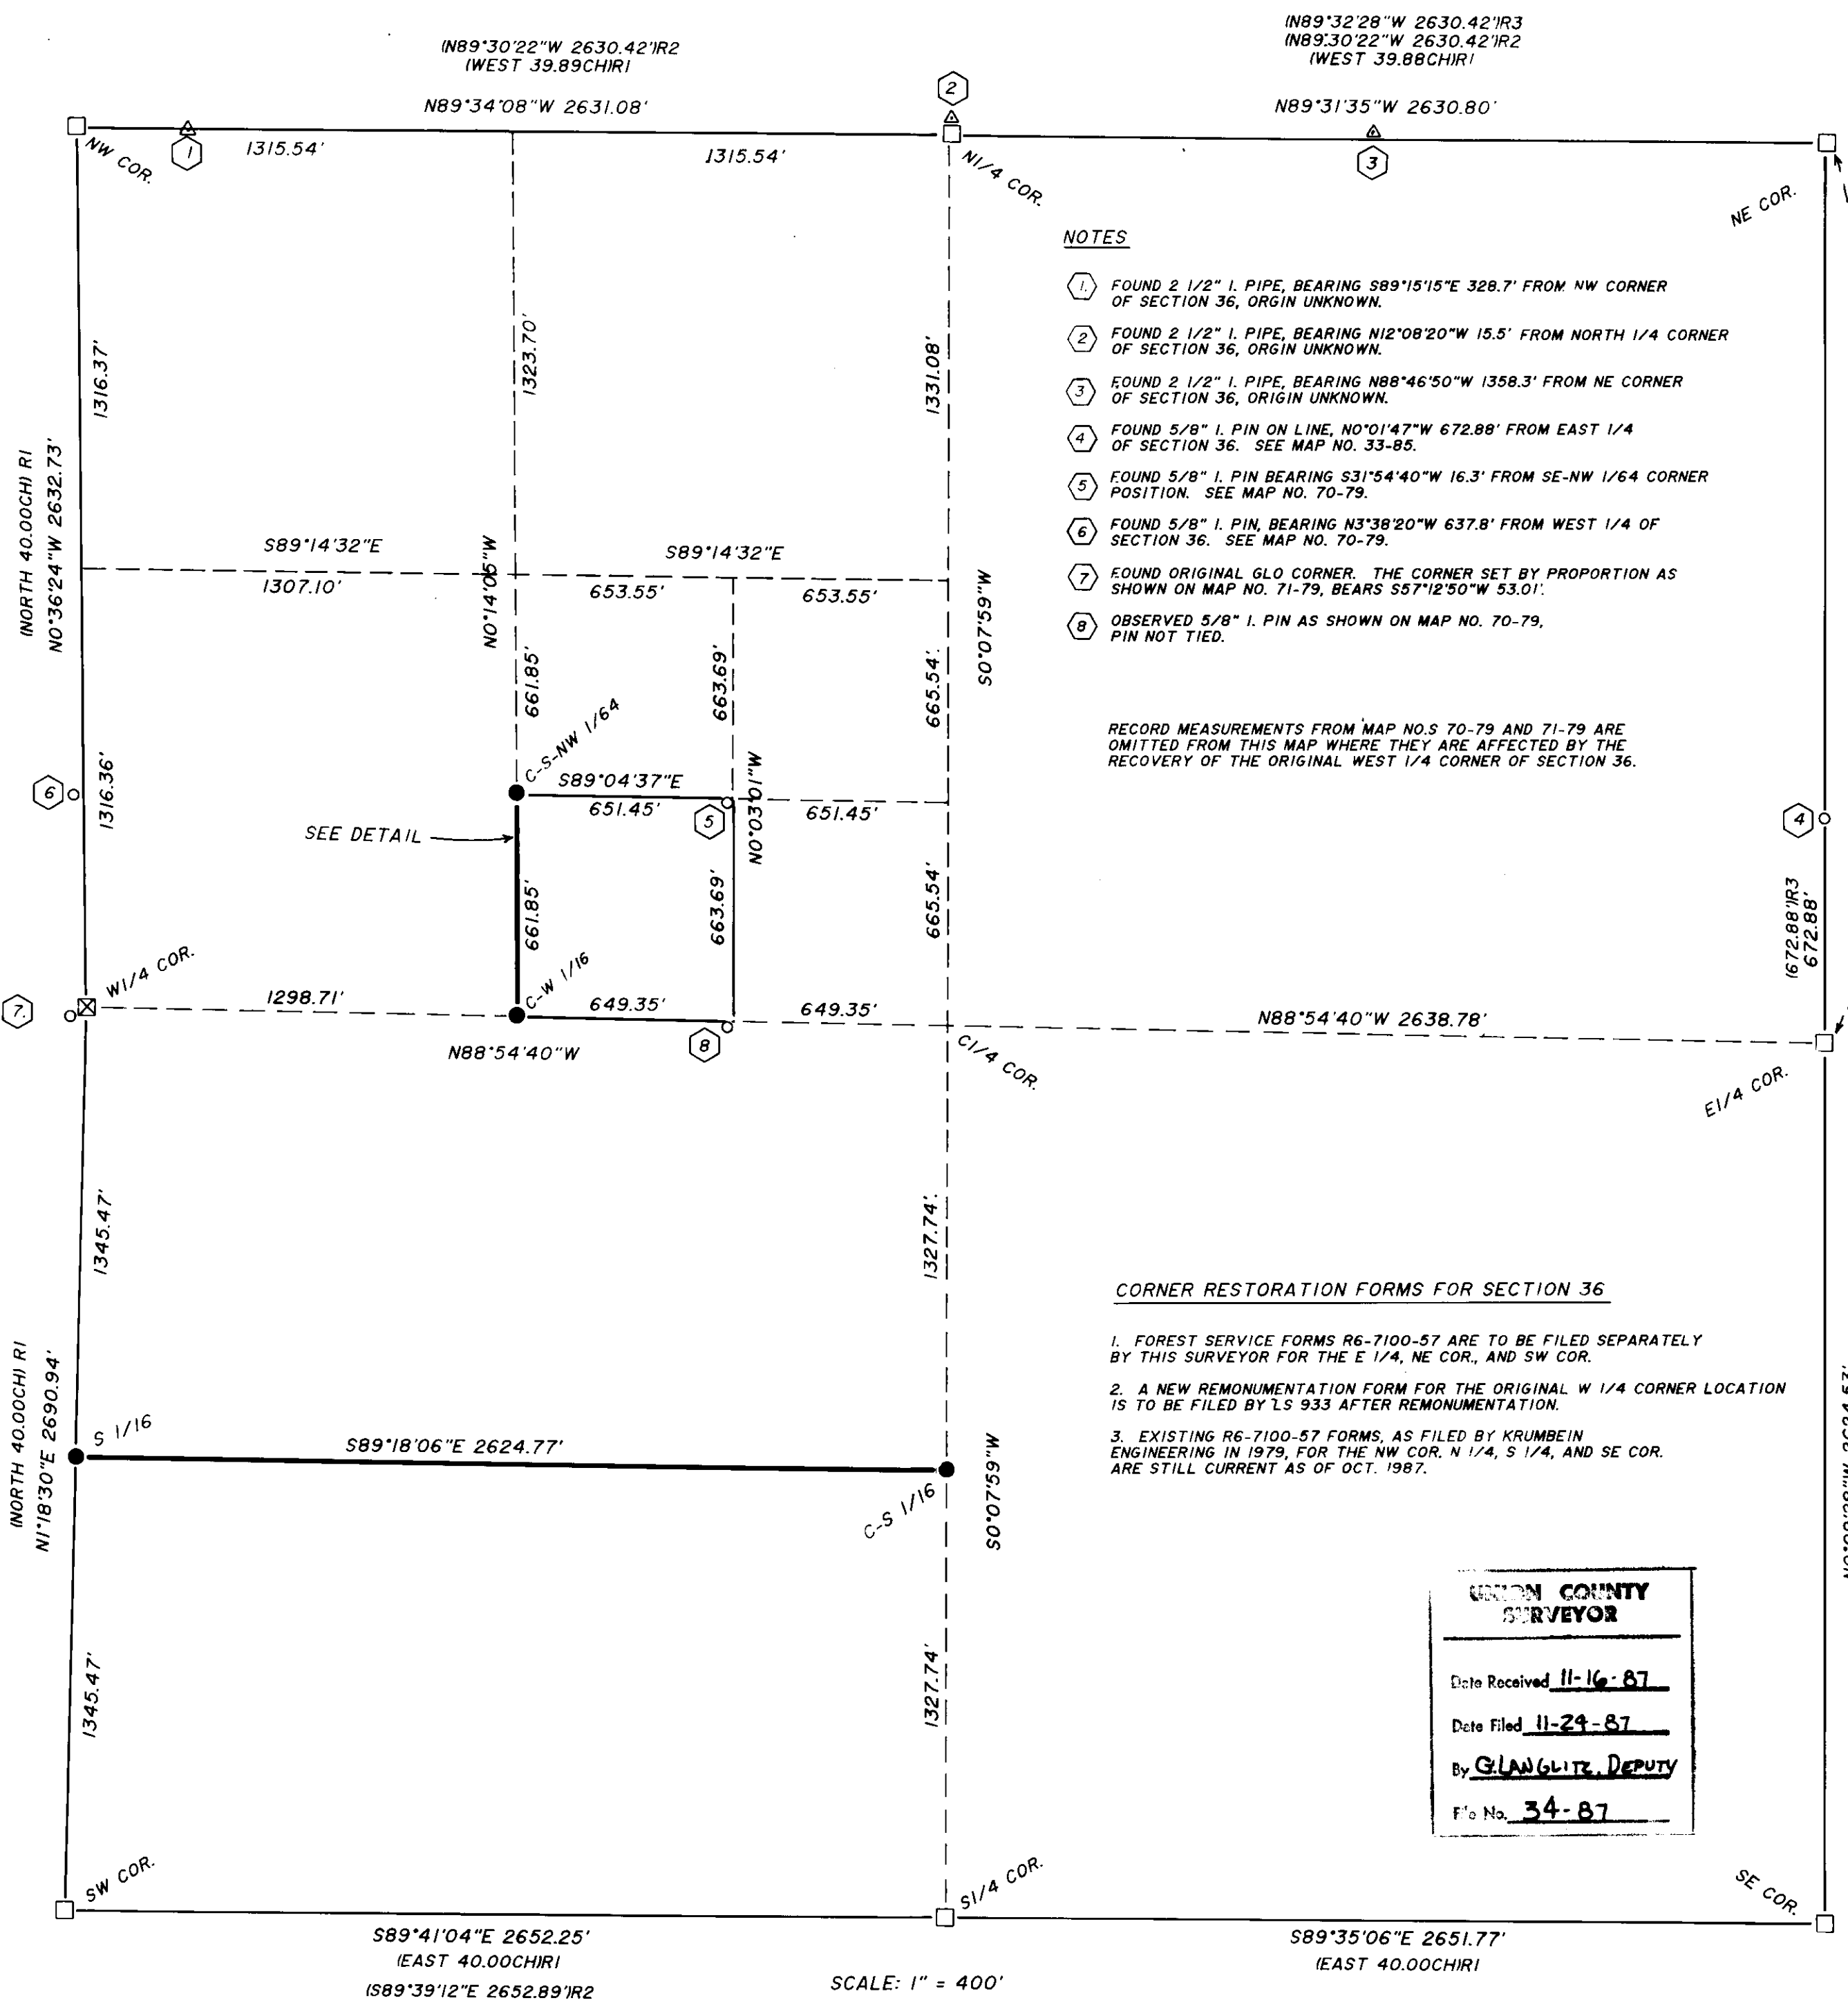 (N89°32'28"W 2630.42')R3
(N89°30'22"W 2630.42')R2
(WEST 39.88CH)R1
N89°31'35"W 2630.80'
(N89°30'22"W 2630.42')R2
(WEST 39.89CH)R1
N89°34'08"W 2631.08'
2
NW COR.
1
1315.54'
1315.54'
N1/4 COR.
3
NE COR.
NOTES
1. FOUND 2 1/2" I. PIPE, BEARING S89°15'15"E 328.7' FROM NW CORNER
OF SECTION 36, ORGIN UNKNOWN.
2 FOUND 2 1/2" I. PIPE, BEARING N12°08'20"W 15.5' FROM NORTH 1/4 CORNER
OF SECTION 36, ORGIN UNKNOWN.
3 FOUND 2 1/2" I. PIPE, BEARING N88°46'50"W 1358.3' FROM NE CORNER
OF SECTION 36, ORIGIN UNKNOWN.
4 FOUND 5/8" I. PIN ON LINE, N0°01'47"W 672.88' FROM EAST 1/4
OF SECTION 36. SEE MAP NO. 33-85.
5 FOUND 5/8" I. PIN BEARING S31°54'40"W 16.3' FROM SE-NW 1/64 CORNER
POSITION. SEE MAP NO. 70-79.
6 FOUND 5/8" I. PIN, BEARING N3°38'20"W 637.8' FROM WEST 1/4 OF
SECTION 36. SEE MAP NO. 70-79.
7 FOUND ORIGINAL GLO CORNER. THE CORNER SET BY PROPORTION AS
SHOWN ON MAP NO. 71-79, BEARS S57°12'50"W 53.01'.
8 OBSERVED 5/8" I. PIN AS SHOWN ON MAP NO. 70-79,
PIN NOT TIED.
RECORD MEASUREMENTS FROM MAP NO.S 70-79 AND 71-79 ARE
OMITTED FROM THIS MAP WHERE THEY ARE AFFECTED BY THE
RECOVERY OF THE ORIGINAL WEST 1/4 CORNER OF SECTION 36.
1316.37'
1323.70'
1331.08'
(NORTH 40.00CH) R1
N0°36'24"W 2632.73'
S89°14'32"E
1307.10'
N0°14'05"W
S89°14'32"E
653.55'
653.55'
S0°07'59"W
661.85'
663.69'
665.54'
C-S-NW 1/64
6
1316.36'
S89°04'37"E
651.45'
5
N0°03'01"W
651.45'
SEE DETAIL
4
661.85'
663.69'
665.54'
(672.88')R3
672.88'
W1/4 COR.
7.
1298.71'
C-W 1/16
649.35'
649.35'
N88°54'40"W 2638.78'
N88°54'40"W
8
C1/4 COR.
E1/4 COR.
1345.47'
1327.74'
CORNER RESTORATION FORMS FOR SECTION 36
1. FOREST SERVICE FORMS R6-7100-57 ARE TO BE FILED SEPARATELY
BY THIS SURVEYOR FOR THE E 1/4, NE COR., AND SW COR.
2. A NEW REMONUMENTATION FORM FOR THE ORIGINAL W 1/4 CORNER LOCATION
IS TO BE FILED BY LS 933 AFTER REMONUMENTATION.
3. EXISTING R6-7100-57 FORMS, AS FILED BY KRUMBEIN
ENGINEERING IN 1979, FOR THE NW COR. N 1/4, S 1/4, AND SE COR.
ARE STILL CURRENT AS OF OCT. 1987.
(NORTH 40.00CH) R1
N1°18'30"E 2690.94'
S 1/16
S89°18'06"E 2624.77'
C-S 1/16
S0°07'59"W
1345.47'
1327.74'
UNION COUNTY
SURVEYOR
Date Received 11-16-87
Date Filed 11-24-87
By G. LANGLITZ, DEPUTY
File No. 34-87
SW COR.
S1/4 COR.
SE COR.
S89°41'04"E 2652.25'
(EAST 40.00CH)R1
(S89°39'12"E 2652.89')R2
SCALE: 1" = 400'
S89°35'06"E 2651.77'
(EAST 40.00CH)R1